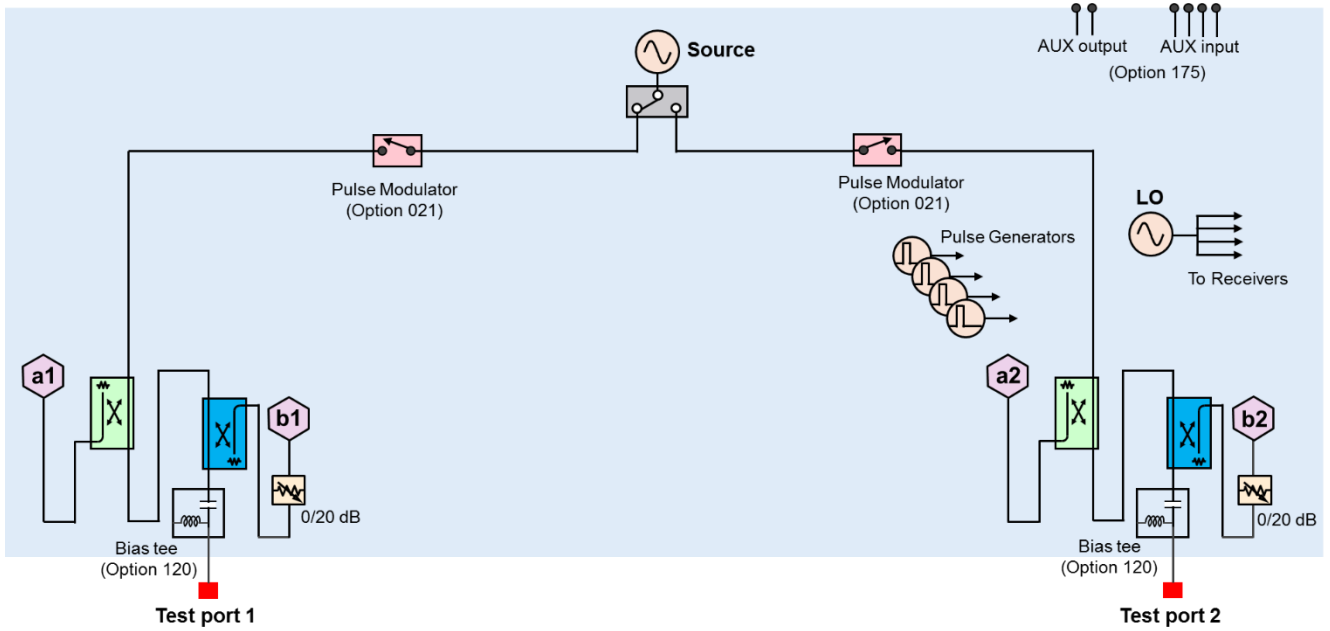 Source
AUX output
AUX input
(Option 175)
Pulse Modulator
(Option 021)
Pulse Modulator
(Option 021)
LO
To Receivers
Pulse Generators
a1
b1
0/20 dB
Bias tee
(Option 120)
Test port 1
a2
b2
0/20 dB
Bias tee
(Option 120)
Test port 2